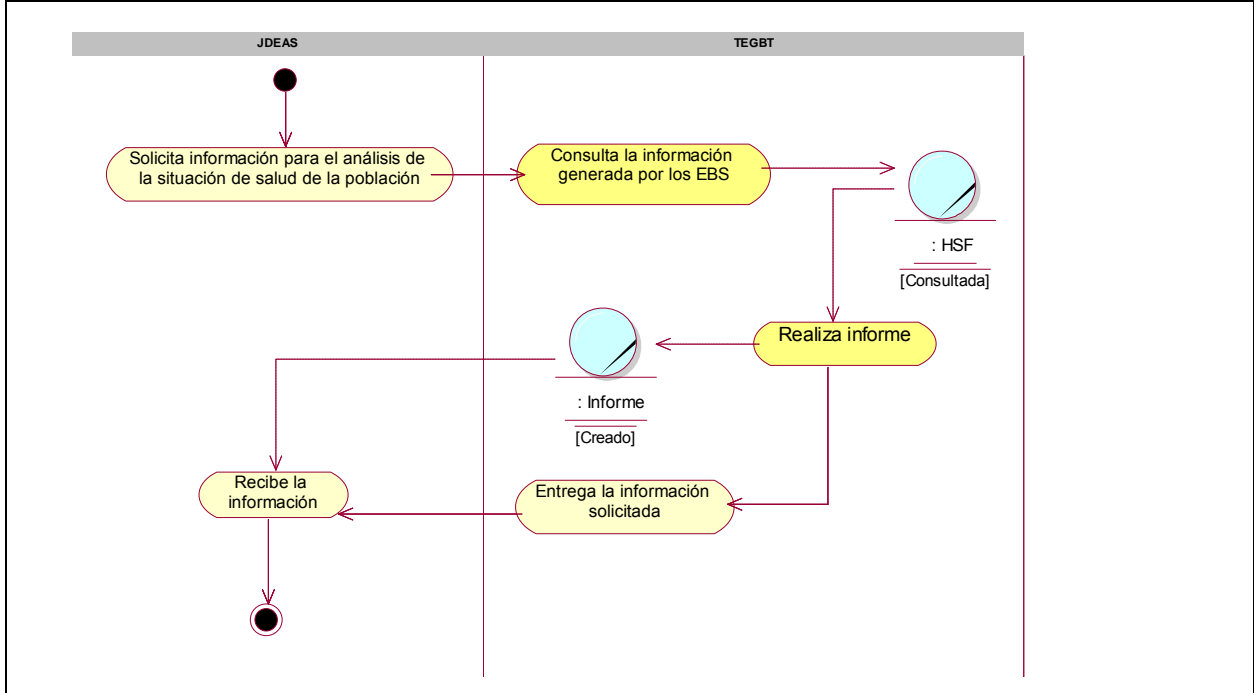 JDEAS
TEGBT
Solicita información para el análisis de
la situación de salud de la población
Consulta la información
generada por los EBS
: HSF
[Consultada]
Realiza informe
: Informe
[Creado]
Recibe la
información
Entrega la información
solicitada